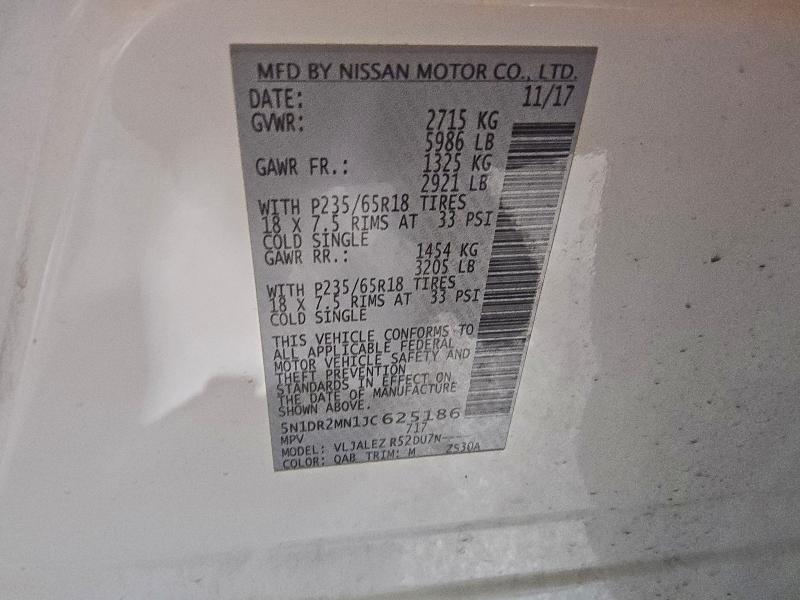 MFD BY NISSAN MOTOR CO., LTD.
DATE: 11/17
GVWR: 2715 KG
5986 LB
GAWR FR.: 1325 KG
2921 LB
WITH P235/65R18 TIRES
18 X 7.5 RIMS AT 33 PSI
COLD SINGLE
GAWR RR.: 1454 KG
3205 LB
WITH P235/65R18 TIRES
18 X 7.5 RIMS AT 33 PSI
COLD SINGLE
THIS VEHICLE CONFORMS TO
ALL APPLICABLE FEDERAL
MOTOR VEHICLE SAFETY AND
THEFT PREVENTION
STANDARDS IN EFFECT ON
THE DATE OF MANUFACTURE
SHOWN ABOVE.
5N1DR2MN1JC625186
MPV 717
MODEL: VLJALEZ R52DU7N-----
COLOR: QAB TRIM: M ZS30A